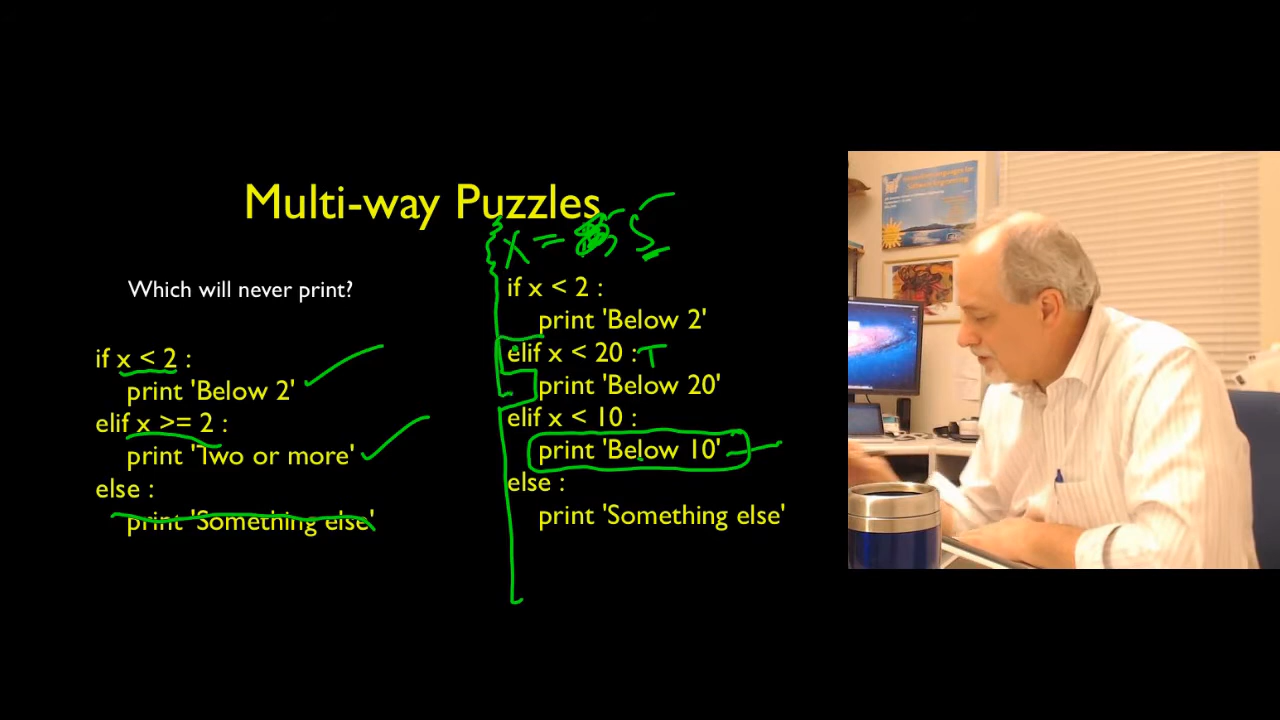 Multi-way Puzzles
x = 5
Which will never print?
if x < 2 :
print 'Below 2'
elif x >= 2 :
print 'Two or more'
else :
print 'Something else'
if x < 2 :
print 'Below 2'
elif x < 20 : T
print 'Below 20'
elif x < 10 :
print 'Below 10'
else :
print 'Something else'